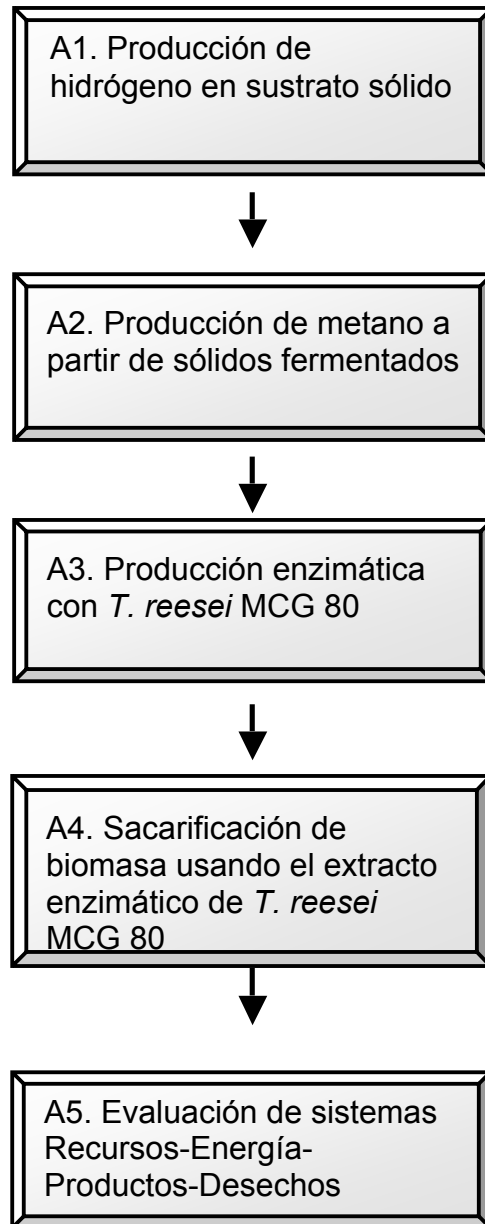 A1. Producción de
hidrógeno en sustrato sólido
A2. Producción de metano a
partir de sólidos fermentados
A3. Producción enzimática
con T. reesei MCG 80
A4. Sacarificación de
biomasa usando el extracto
enzimático de T. reesei
MCG 80
A5. Evaluación de sistemas
Recursos-Energía-
Productos-Desechos